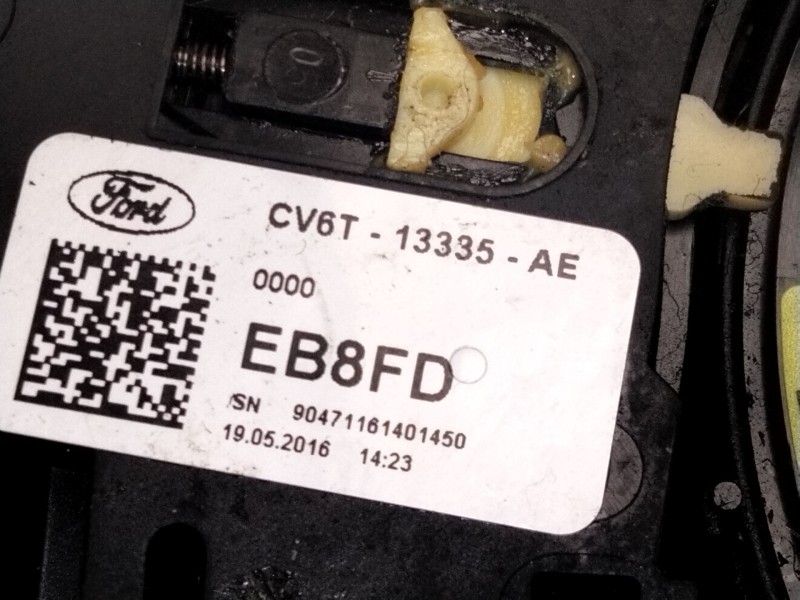 Ford
CV6T - 13335 - AE
0000
EB8FD
SN 90471161401450
19.05.2016 14:23